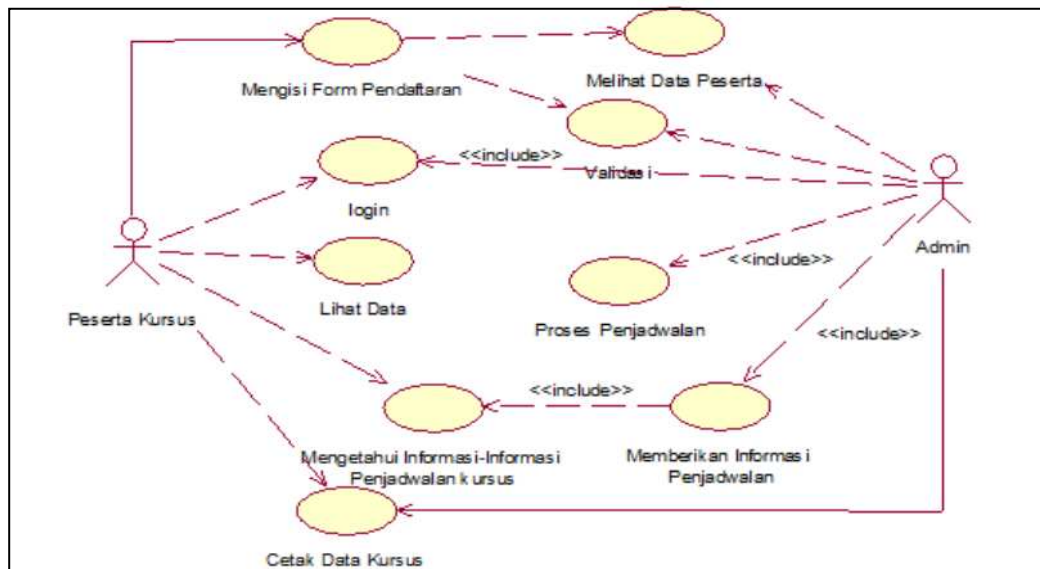 Mengisi Form Pendaftaran
Melihat Data Peserta
<<include>>
Validasi
login
Admin
<<include>>
Lihat Data
Peserta Kursus
Proses Penjadwalan
<<include>>
<<include>>
Mengetahui Informasi-Informasi
Penjadwalan kursus
Memberikan Informasi
Penjadwalan
Cetak Data Kursus